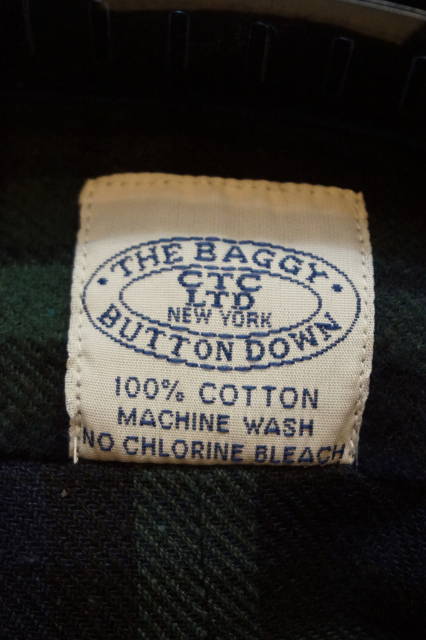 THE BAGGY
CTC
LTD
NEW YORK
BUTTON DOWN
100% COTTON
MACHINE WASH
NO CHLORINE BLEACH